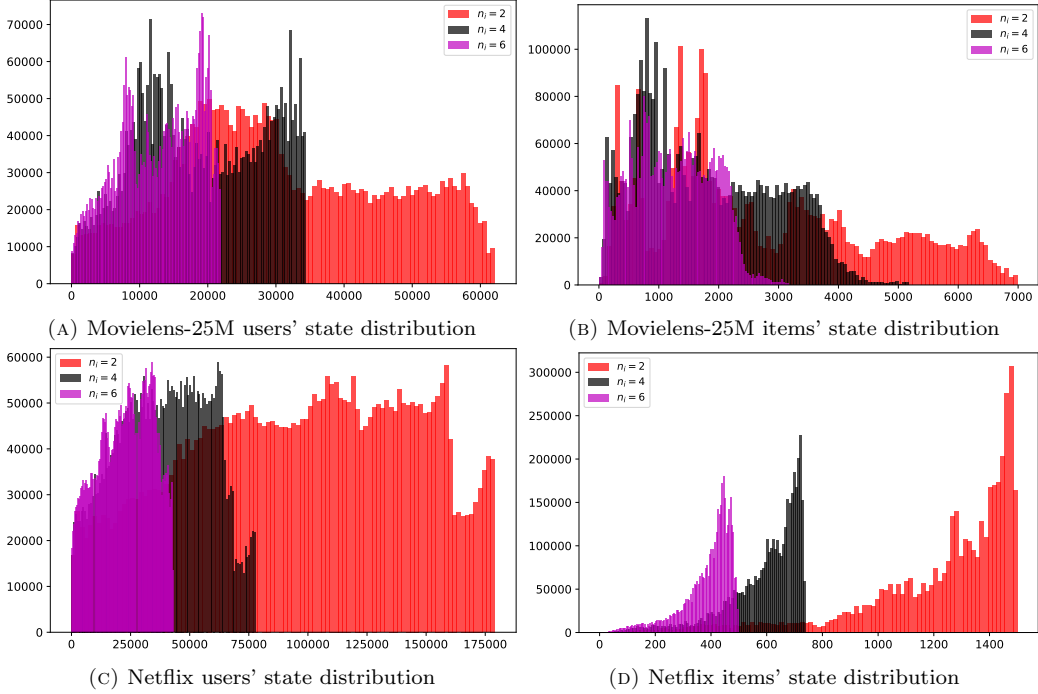 70000
60000
50000
40000
30000
20000
10000
0
0 10000 20000 30000 40000 50000 60000
n_i = 2
n_i = 4
n_i = 6
(A) Movielens-25M users' state distribution
100000
80000
60000
40000
20000
0
0 1000 2000 3000 4000 5000 6000 7000
n_i = 2
n_i = 4
n_i = 6
(B) Movielens-25M items' state distribution
60000
50000
40000
30000
20000
10000
0
0 25000 50000 75000 100000 125000 150000 175000
n_i = 2
n_i = 4
n_i = 6
(C) Netflix users' state distribution
300000
250000
200000
150000
100000
50000
0
0 200 400 600 800 1000 1200 1400
n_i = 2
n_i = 4
n_i = 6
(D) Netflix items' state distribution